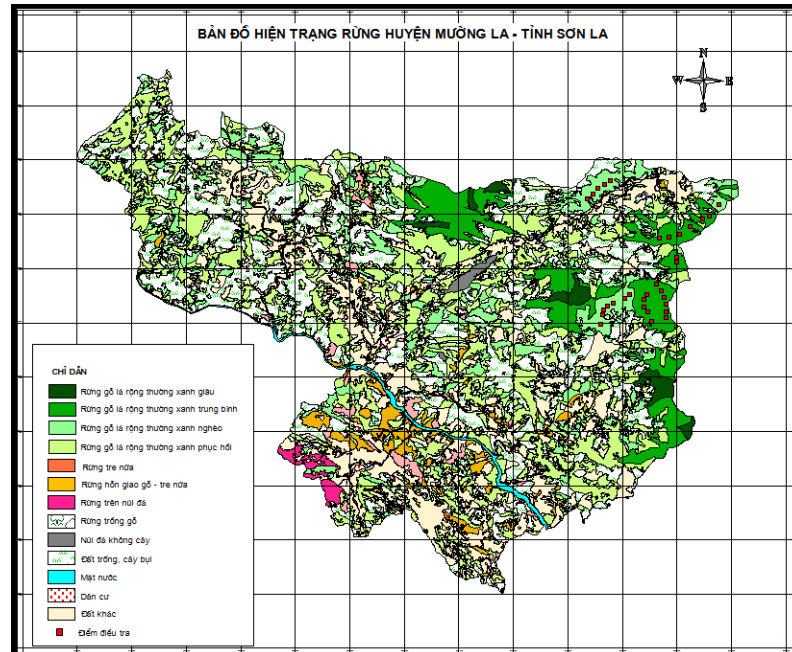 BẢN ĐỒ HIỆN TRẠNG RỪNG HUYỆN MƯỜNG LA - TỈNH SƠN LA
N
W E
S
CHỈ DẪN
Rừng gỗ lá rộng thường xanh giàu
Rừng gỗ lá rộng thường xanh trung bình
Rừng gỗ lá rộng thường xanh nghèo
Rừng gỗ lá rộng thường xanh phục hồi
Rừng tre nứa
Rừng hỗn giao gỗ - tre nứa
Rừng trên núi đá
Rừng trồng gỗ
Núi đá không cây
Đất trống, cây bụi
Mặt nước
Dân cư
Đất khác
Điểm điều tra